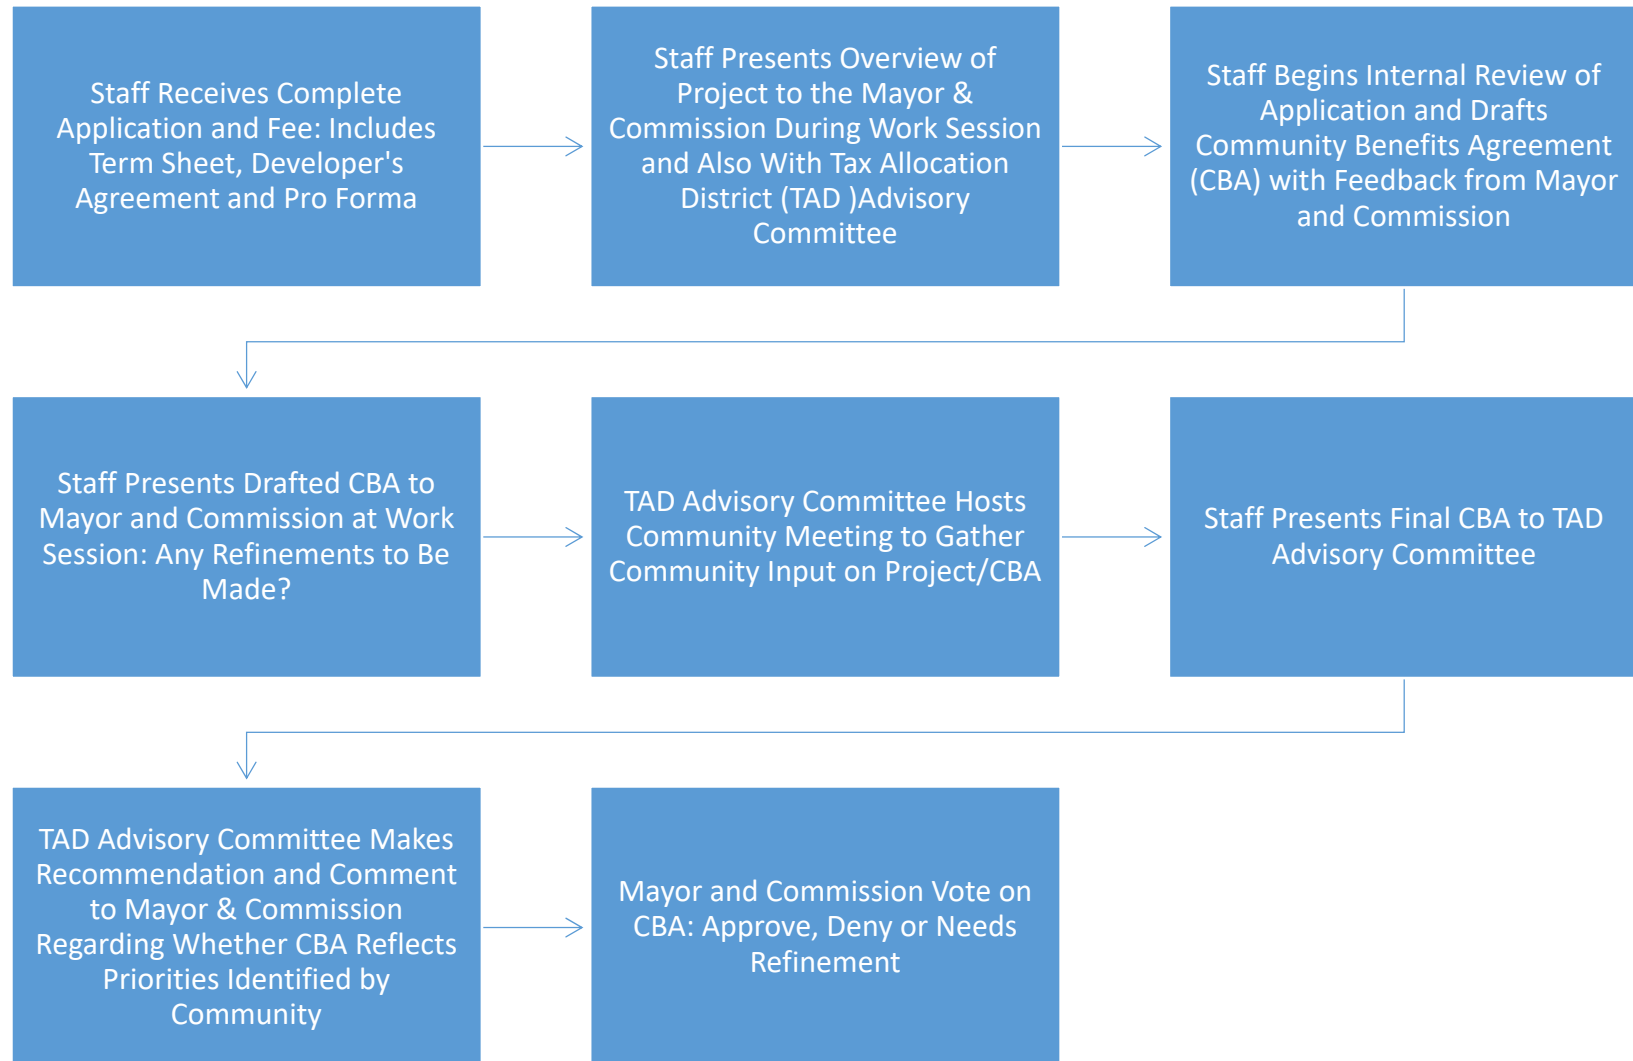 Staff Receives Complete
Application and Fee: Includes
Term Sheet, Developer's
Agreement and Pro Forma
Staff Presents Overview of
Project to the Mayor &
Commission During Work Session
and Also With Tax Allocation
District (TAD )Advisory
Committee
Staff Begins Internal Review of
Application and Drafts
Community Benefits Agreement
(CBA) with Feedback from Mayor
and Commission
Staff Presents Drafted CBA to
Mayor and Commission at Work
Session: Any Refinements to Be
Made?
TAD Advisory Committee Hosts
Community Meeting to Gather
Community Input on Project/CBA
Staff Presents Final CBA to TAD
Advisory Committee
TAD Advisory Committee Makes
Recommendation and Comment
to Mayor & Commission
Regarding Whether CBA Reflects
Priorities Identified by
Community
Mayor and Commission Vote on
CBA: Approve, Deny or Needs
Refinement